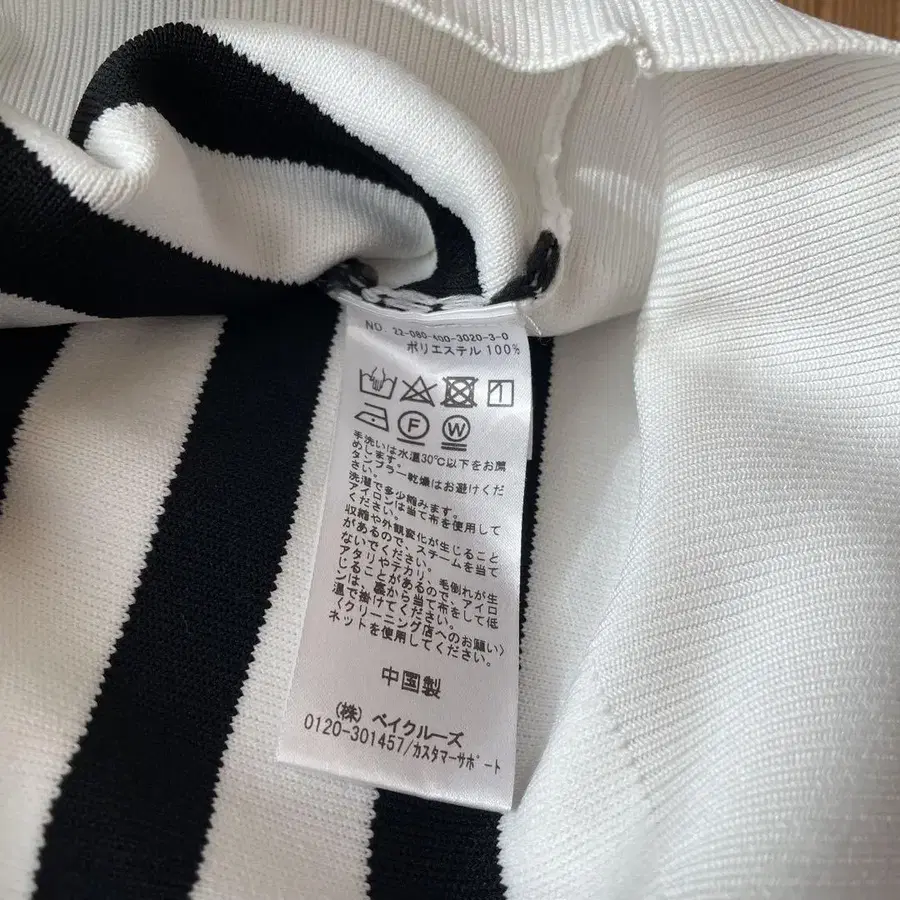 NO 22-080-400-3020-3-0
ポリエステル 100%
F W
手洗いは水温30℃以下をお薦
めします。
タンブラー乾燥はお避けくだ
さい。
洗濯で多少縮みます。
アイロンは当て布を使用して
ください。
収縮や外観変化が生じること
があるので、スチームを当て
ないでください。
アタリやテカリ、毛倒れが生
じることがあるので、アイロ
ンは、裏から当て布をして低
温で掛けてください。
〈クリーニング店へのお願い〉
ネットを使用してください。
中国製
(株) ベイクルーズ
0120-301457/カスタマーサポート